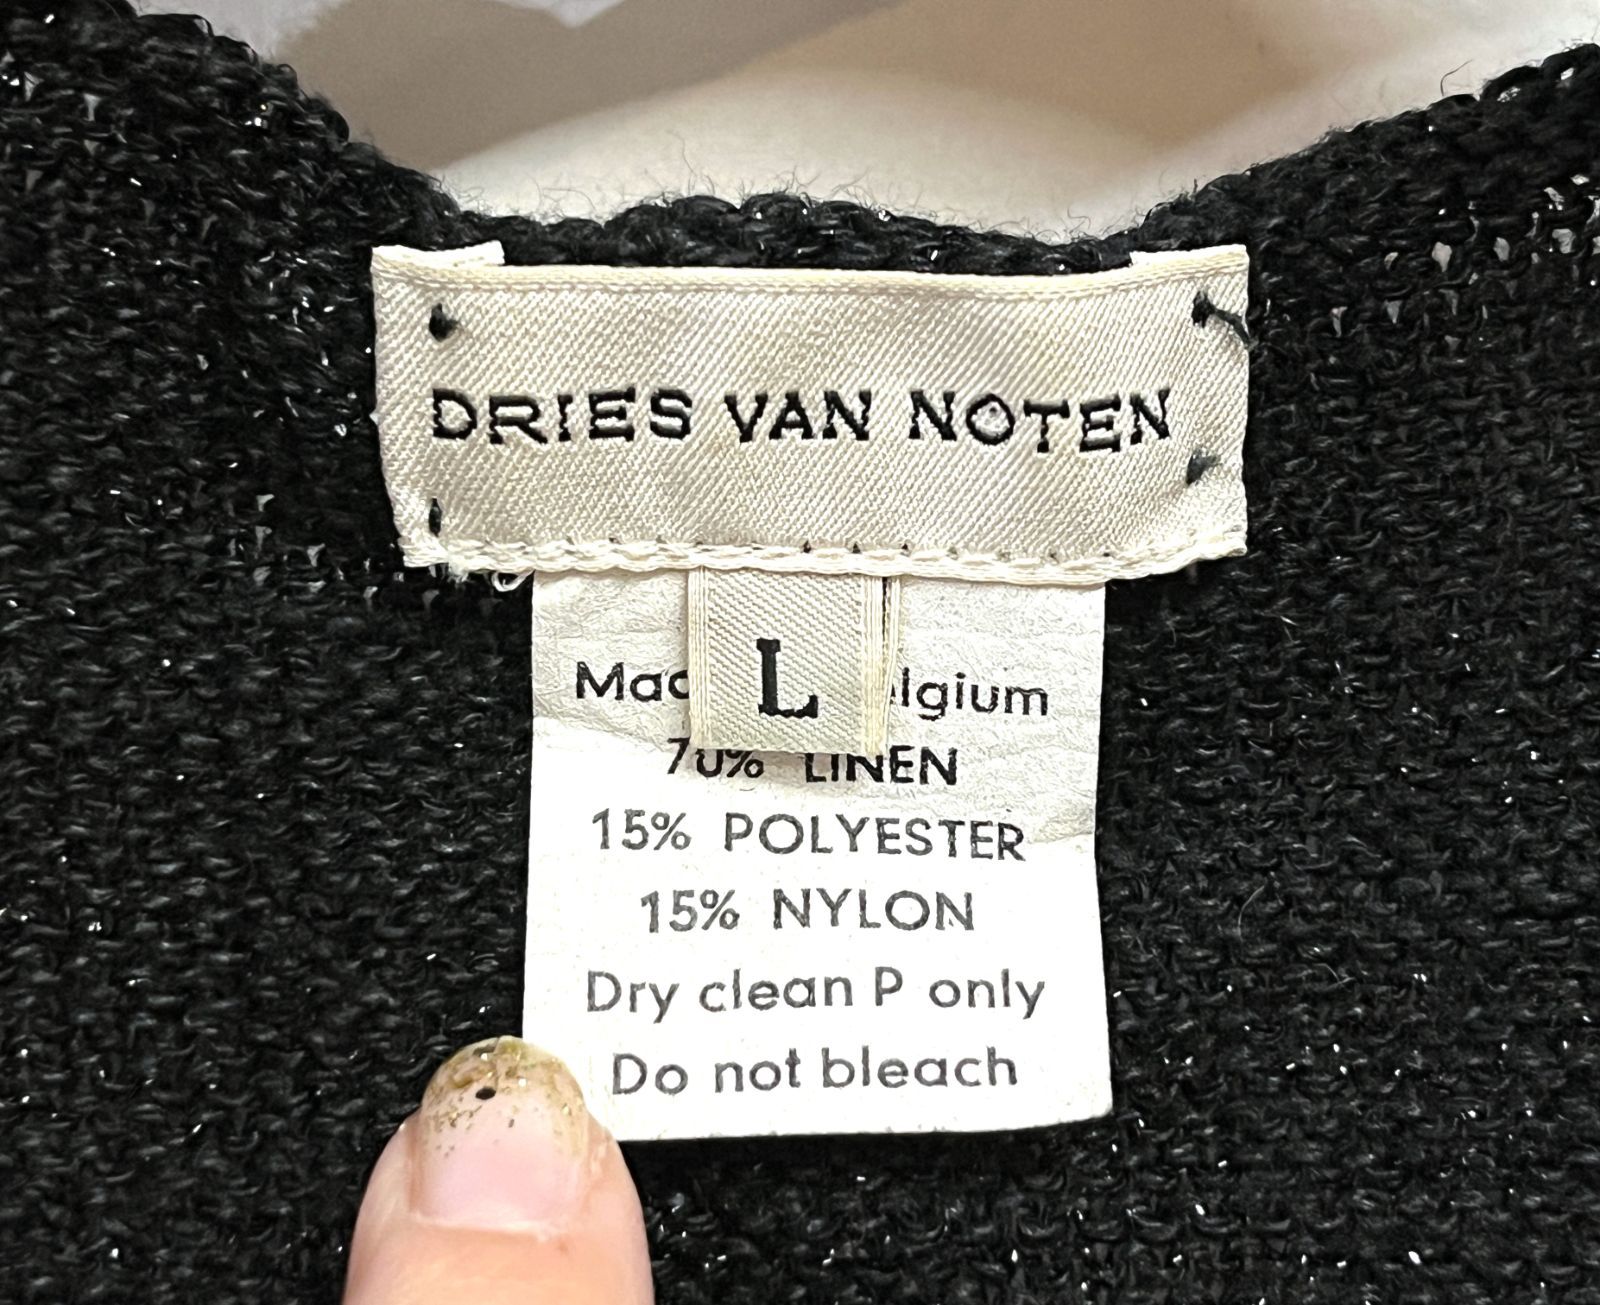 DRIES VAN NOTEN
L
70% LINEN
15% POLYESTER
15% NYLON
Dry clean P only
Do not bleach